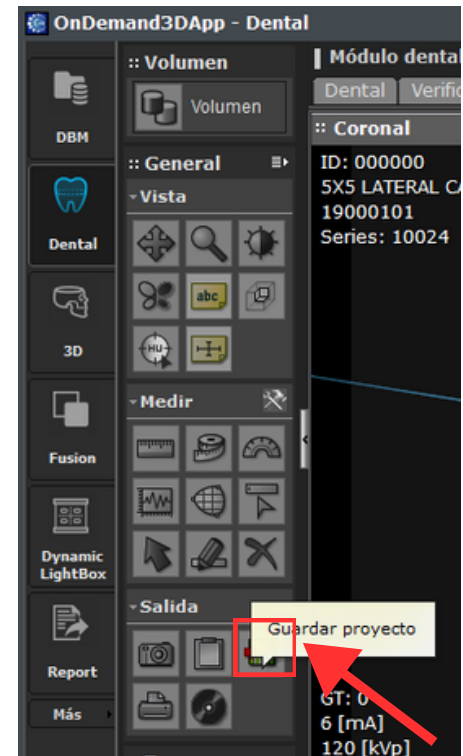 OnDemand3DApp - Dental
DBM
Dental
3D
Fusion
Dynamic
LightBox
Report
Más
:: Volumen
Volumen
:: General
Vista
abc
HU
Medir
Salida
Guardar proyecto
Módulo dental
Dental
:: Coronal
ID: 000000
5X5 LATERAL
19000101
Series: 10024
GT: 0
6 [mA]
120 [kVp]